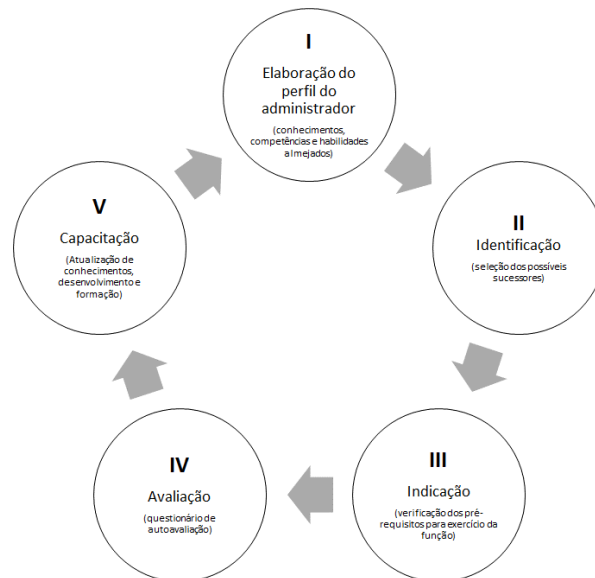 I
Elaboração do
perfil do
administrador
(conhecimentos,
competências e habilidades
almejados)
II
Identificação
(seleção dos possíveis
sucessores)
III
Indicação
(verificação dos pré-
requisitos para exercício da
função)
IV
Avaliação
(questionário de
autoavaliação)
V
Capacitação
(Atualização de
conhecimentos,
desenvolvimento e
formação)